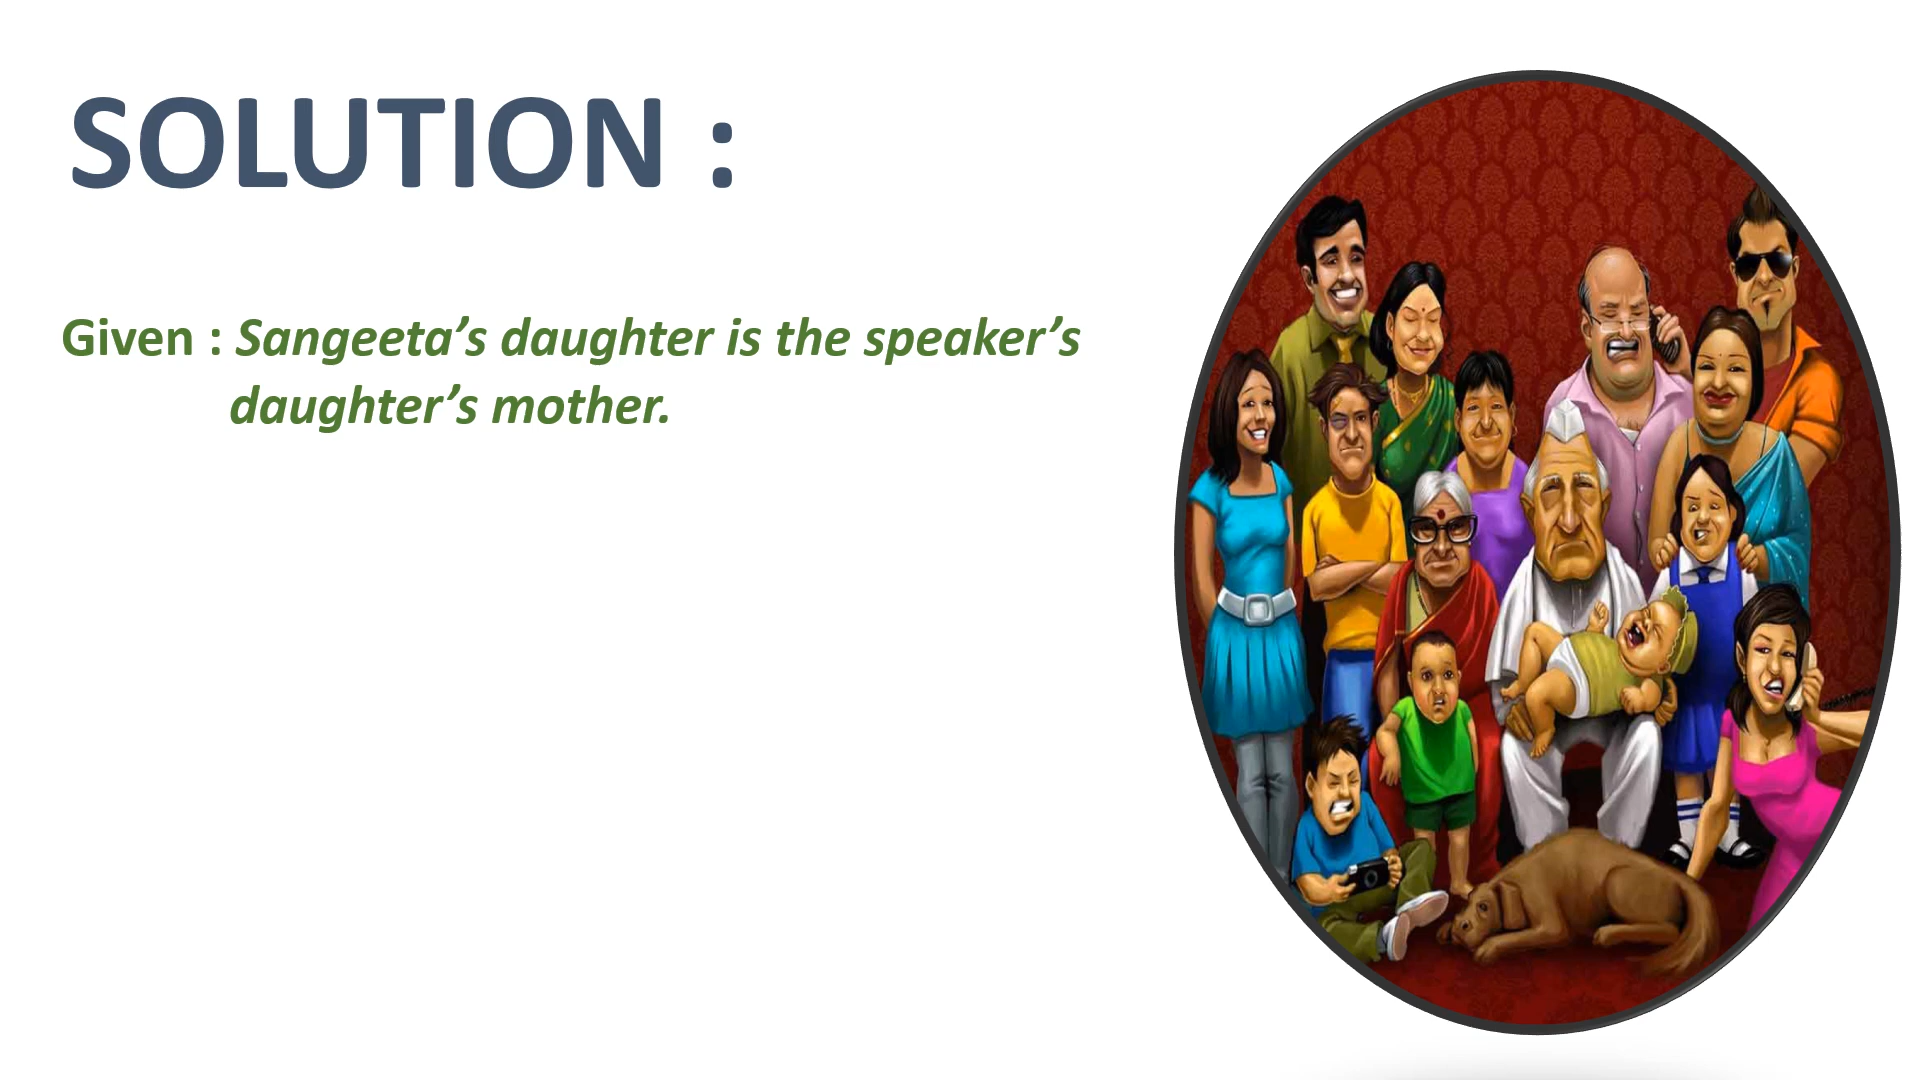 SOLUTION :
Given : Sangeeta’s daughter is the speaker’s
daughter’s mother.